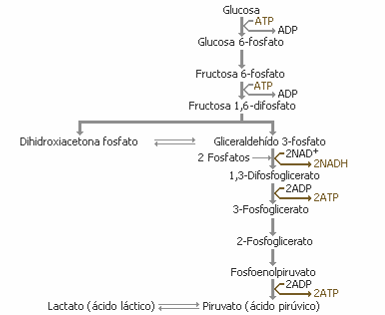 Glucosa
ATP
ADP
Glucosa 6-fosfato
Fructosa 6-fosfato
ATP
ADP
Fructosa 1,6-difosfato
Dihidroxiacetona fosfato
Gliceraldehído 3-fosfato
2 Fosfatos
2NAD+
2NADH
1,3-Difosfoglicerato
2ADP
2ATP
3-Fosfoglicerato
2-Fosfoglicerato
Fosfoenolpiruvato
2ADP
2ATP
Lactato (ácido láctico)
Piruvato (ácido pirúvico)